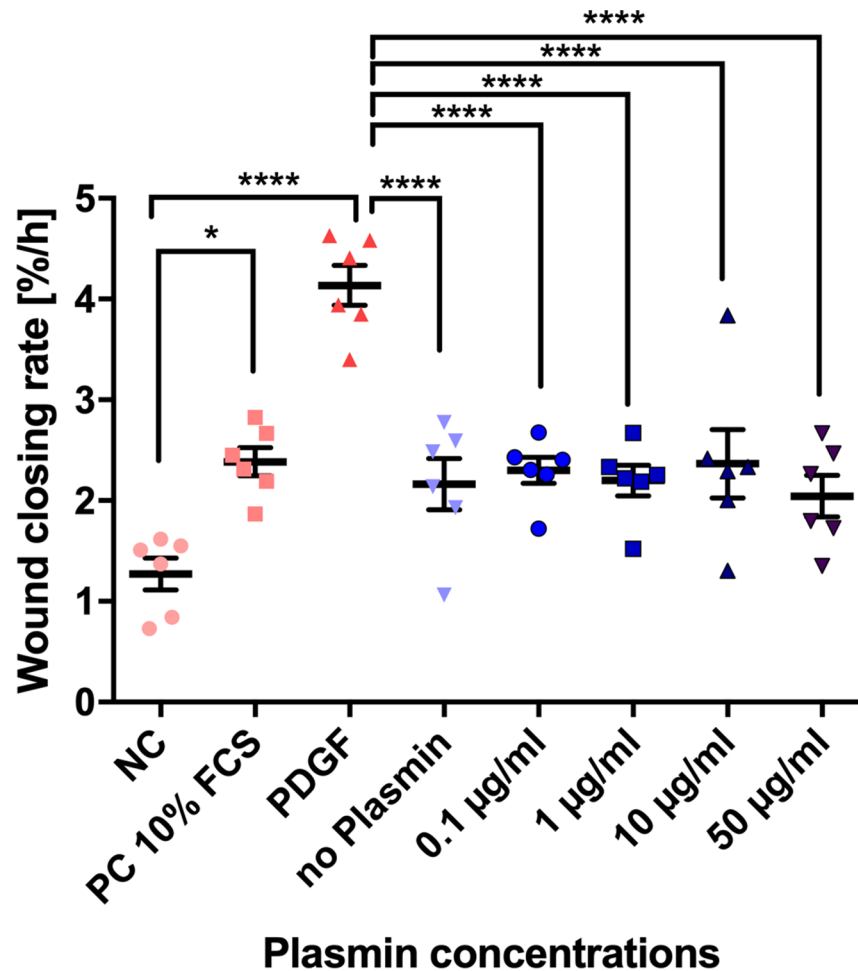 ****
****
****
****
**** ****
*
5
4
3
2
1
0
Wound closing rate [%/h]
NC
PC 10% FCS
PDGF
no Plasmin
0.1 µg/ml
1 µg/ml
10 µg/ml
50 µg/ml
Plasmin concentrations